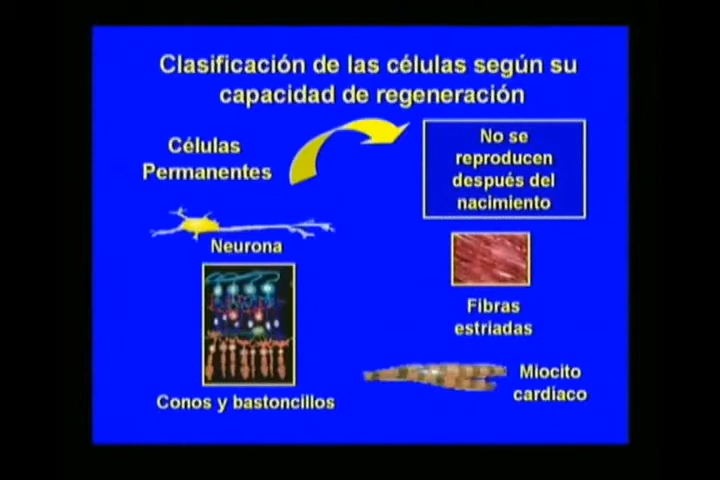 Clasificación de las células según su
capacidad de regeneración
Células
Permanentes
No se
reproducen
después del
nacimiento
Neurona
Fibras
estriadas
Conos y bastoncillos
Miocito
cardíaco